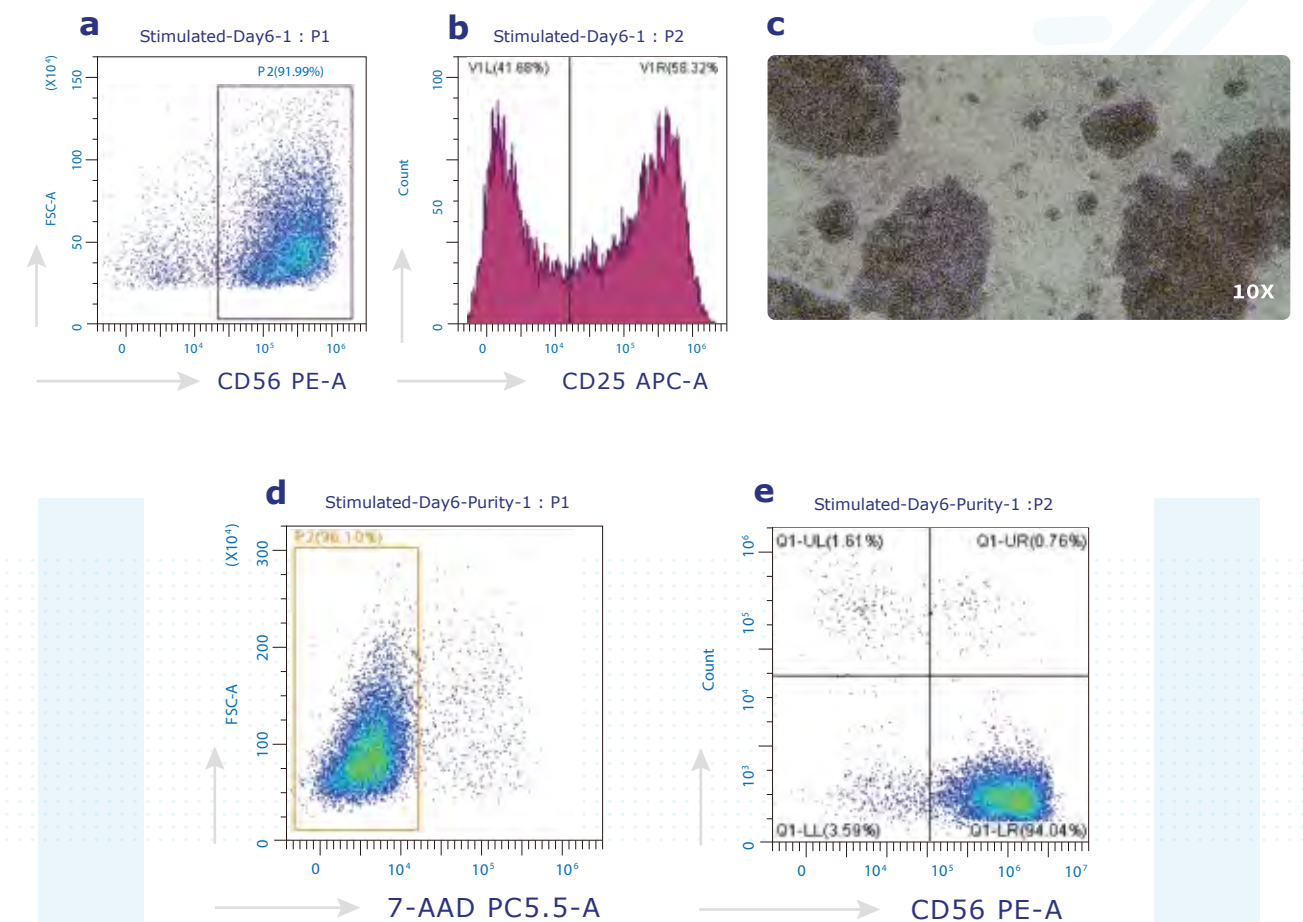 a
Stimulated-Day6-1 : P1
P2(91.99%)
(X10⁴)
150
100
50
0
FSC-A
0 10⁴ 10⁵ 10⁶
CD56 PE-A
b
Stimulated-Day6-1 : P2
V1L(41.68%) V1R(58.32%
100
50
0
Count
0 10⁴ 10⁵ 10⁶
CD25 APC-A
c
10X
d
Stimulated-Day6-Purity-1 : P1
P2(96.10%)
(X10⁴)
300
200
100
0
FSC-A
0 10⁴ 10⁵ 10⁶
7-AAD PC5.5-A
e
Stimulated-Day6-Purity-1 :P2
Q1-UL(1.61%) Q1-UR(0.76%)
10⁶
10⁵
10⁴
10³
0
Count
Q1-LL(3.59%) Q1-LR(94.04%)
0 10⁴ 10⁵ 10⁶ 10⁷
CD56 PE-A